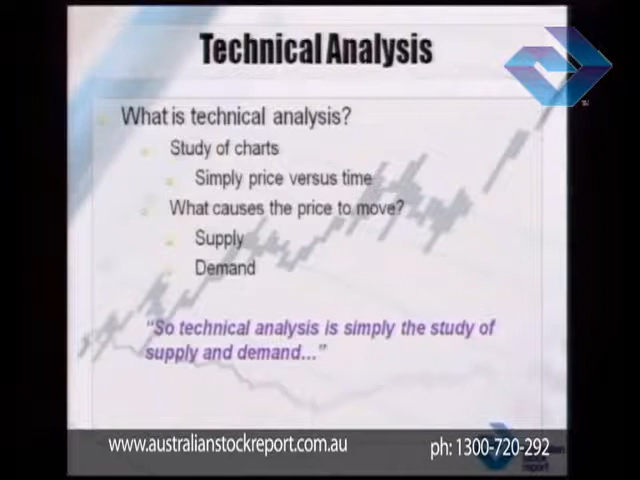 Technical Analysis
What is technical analysis?
Study of charts
Simply price versus time
What causes the price to move?
Supply
Demand
"So technical analysis is simply the study of
supply and demand..."
www.australianstockreport.com.au
ph: 1300-720-292
stock
report